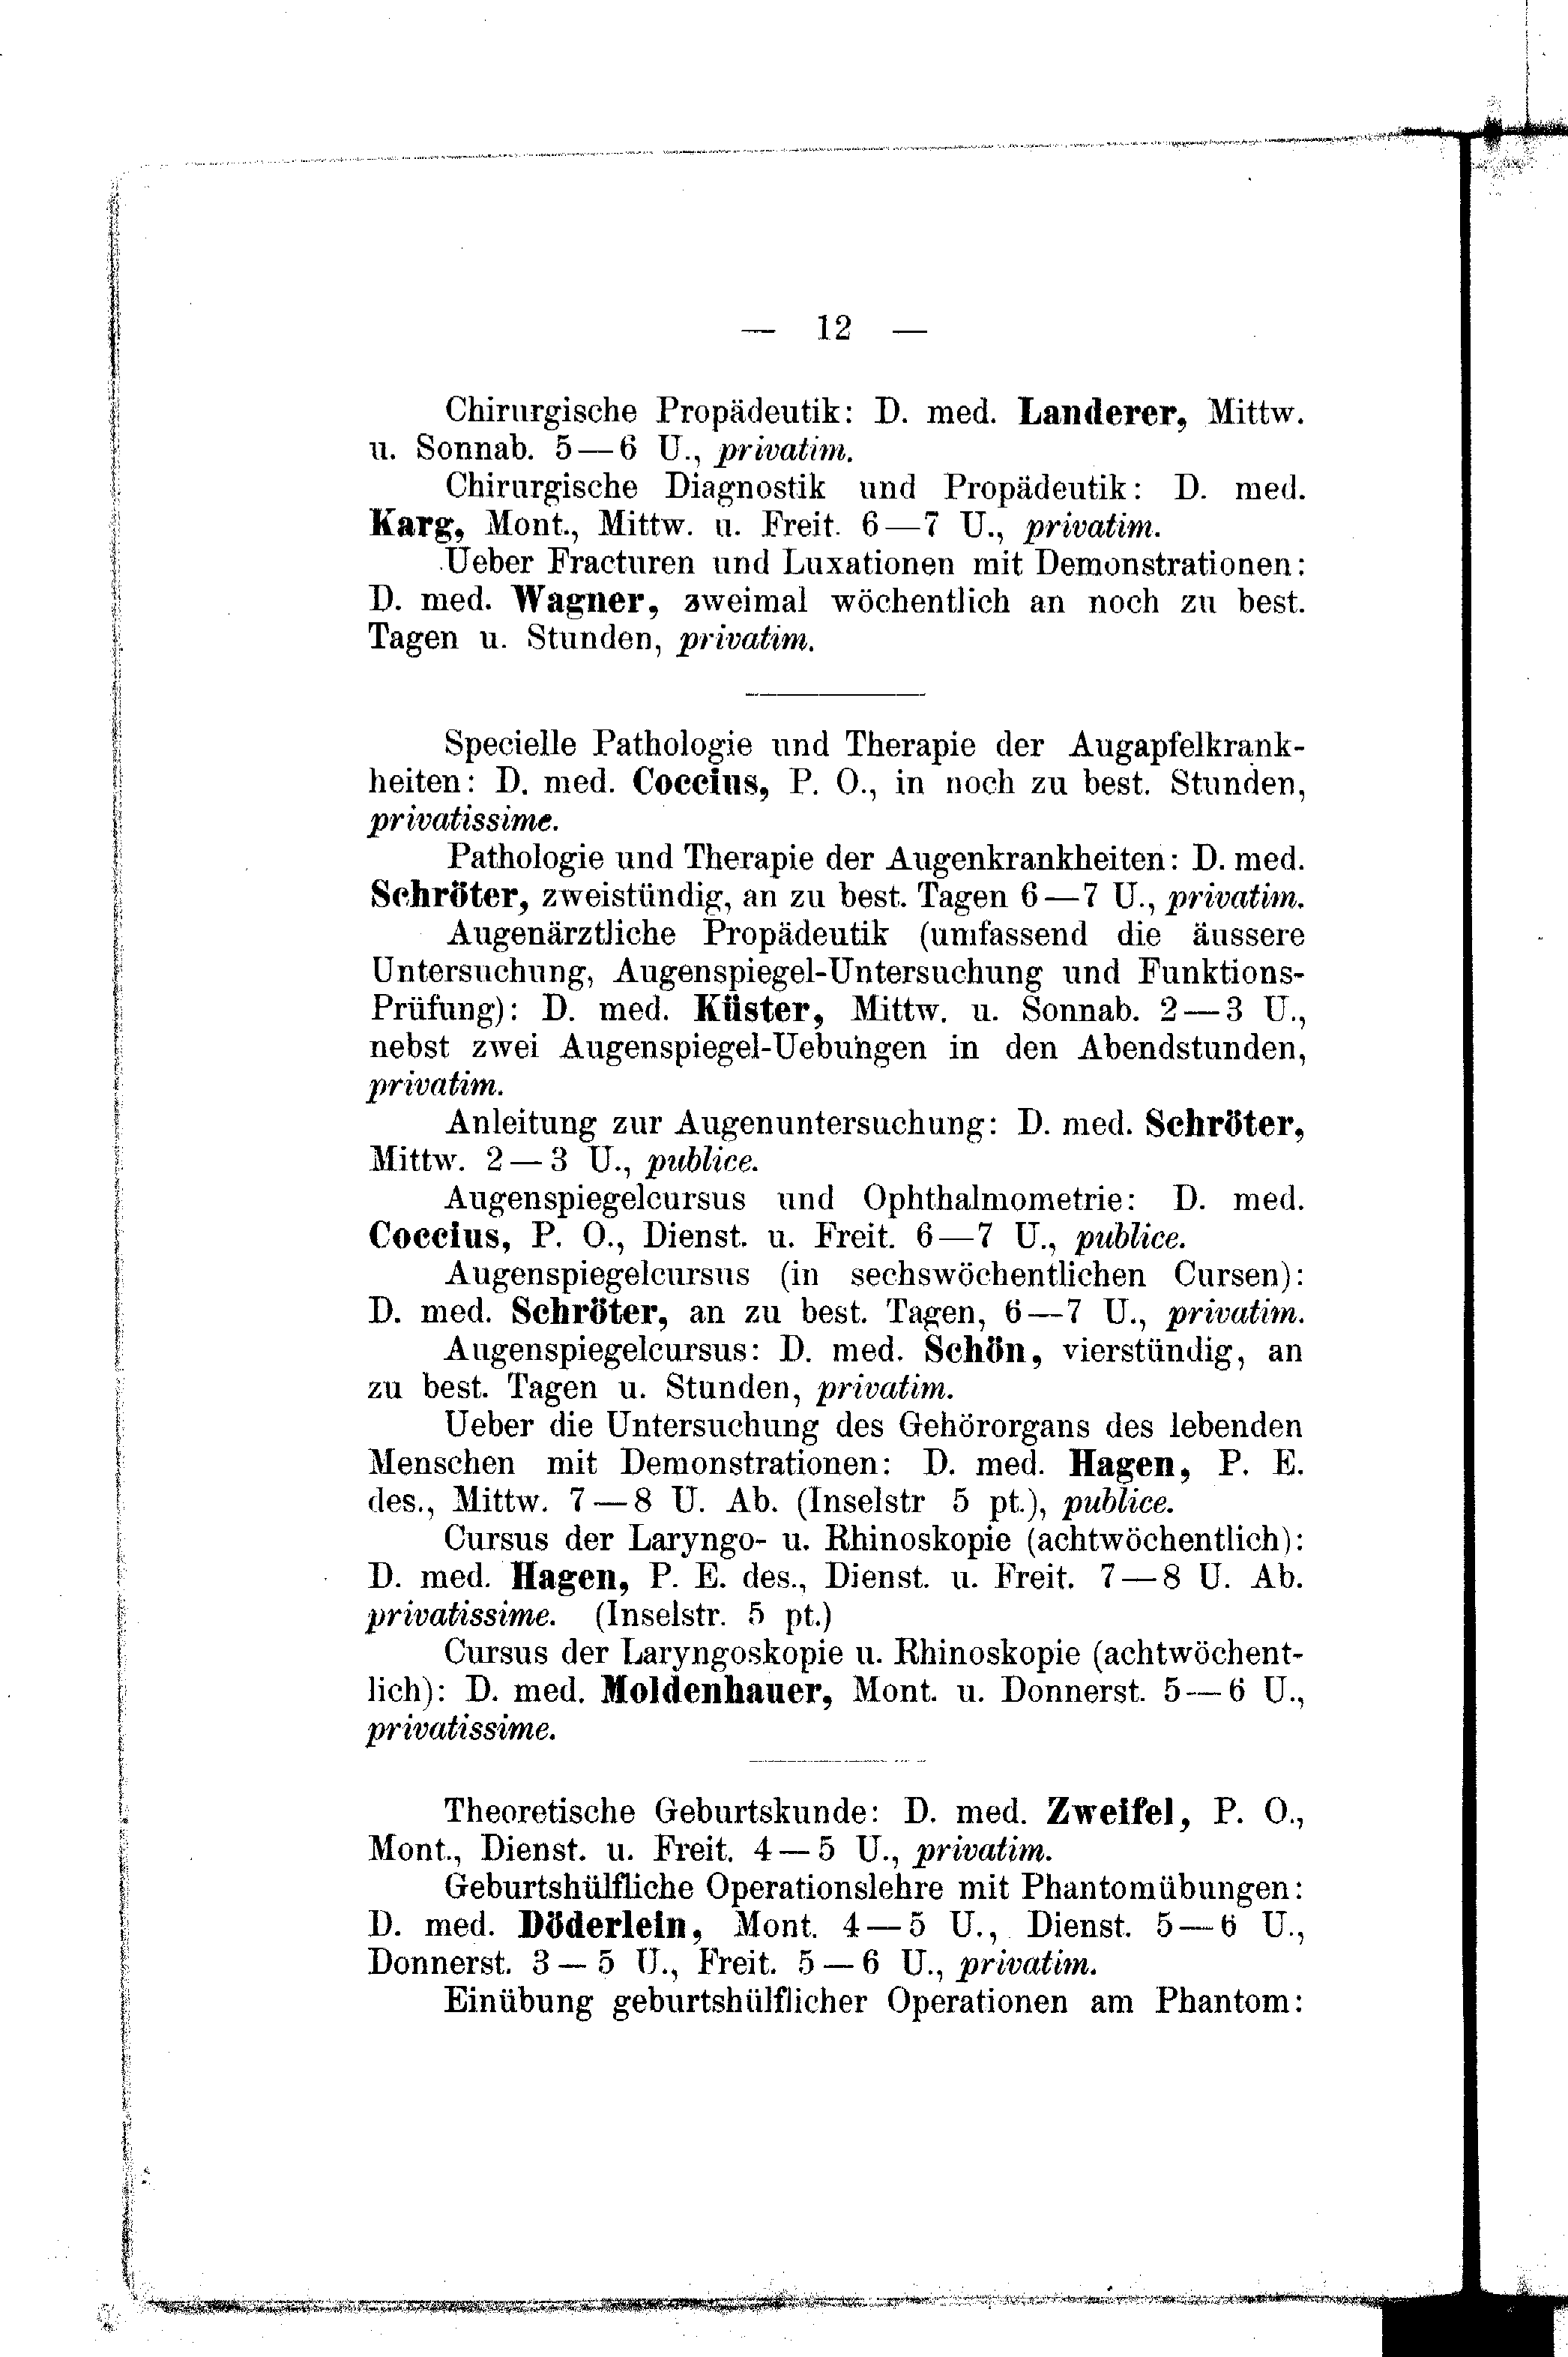 — 12 —
Chirurgische Propädeutik: D. med. Landerer, Mittw.
u. Sonnab. 5—6 U., privatim.
Chirurgische Diagnostik und Propädeutik: D. med.
Karg, Mont., Mittw. u. Freit. 6—7 U., privatim.
Ueber Fracturen und Luxationen mit Demonstrationen:
D. med. Wagner, zweimal wöchentlich an noch zu best.
Tagen u. Stunden, privatim.
Specielle Pathologie und Therapie der Augapfelkrank-
heiten: D. med. Coccius, P. O., in noch zu best. Stunden,
privatissime.
Pathologie und Therapie der Augenkrankheiten: D. med.
Schröter, zweistündig, an zu best. Tagen 6—7 U., privatim.
Augenärztliche Propädeutik (umfassend die äussere
Untersuchung, Augenspiegel-Untersuchung und Funktions-
Prüfung): D. med. Küster, Mittw. u. Sonnab. 2—3 U.,
nebst zwei Augenspiegel-Uebungen in den Abendstunden,
privatim.
Anleitung zur Augenuntersuchung: D. med. Schröter,
Mittw. 2—3 U., publice.
Augenspiegelcursus und Ophthalmometrie: D. med.
Coccius, P. O., Dienst. u. Freit. 6—7 U., publice.
Augenspiegelcursus (in sechswöchentlichen Cursen):
D. med. Schröter, an zu best. Tagen, 6—7 U., privatim.
Augenspiegelcursus: D. med. Schön, vierstündig, an
zu best. Tagen u. Stunden, privatim.
Ueber die Untersuchung des Gehörorgans des lebenden
Menschen mit Demonstrationen: D. med. Hagen, P. E.
des., Mittw. 7—8 U. Ab. (Inselstr 5 pt.), publice.
Cursus der Laryngo- u. Rhinoskopie (achtwöchentlich):
D. med. Hagen, P. E. des., Dienst. u. Freit. 7—8 U. Ab.
privatissime. (Inselstr. 5 pt.)
Cursus der Laryngoskopie u. Rhinoskopie (achtwöchent-
lich): D. med. Moldenhauer, Mont. u. Donnerst. 5—6 U.,
privatissime.
Theoretische Geburtskunde: D. med. Zweifel, P. O.,
Mont., Dienst. u. Freit. 4—5 U., privatim.
Geburtshülfliche Operationslehre mit Phantomübungen:
D. med. Döderlein, Mont. 4—5 U., Dienst. 5—6 U.,
Donnerst. 3—5 U., Freit. 5—6 U., privatim.
Einübung geburtshülflicher Operationen am Phantom: